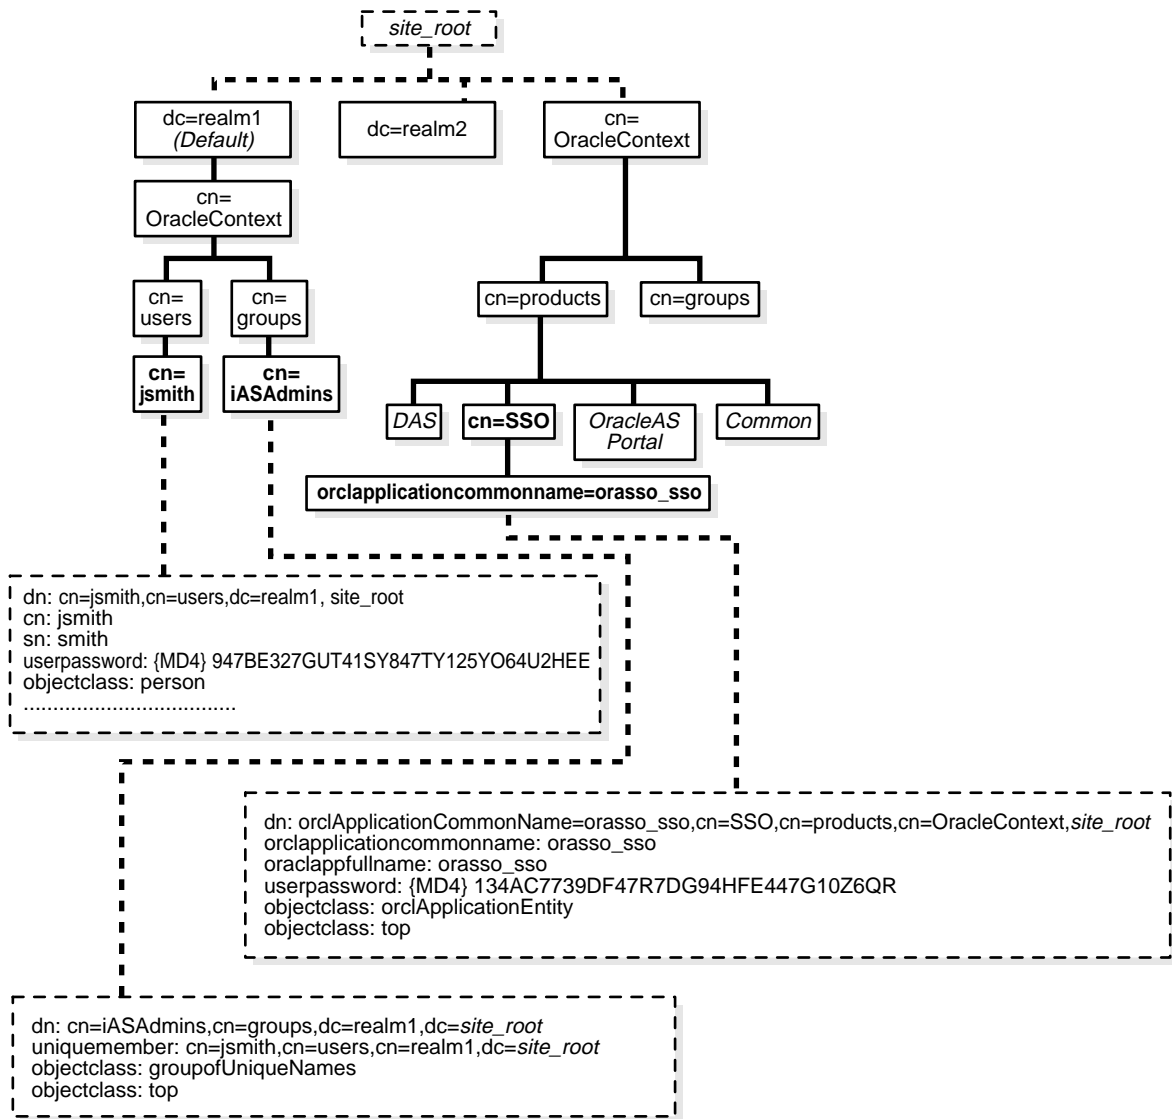 site_root
dc=realm1
(Default)
dc=realm2
cn=
OracleContext
cn=
OracleContext
cn=
users
cn=
groups
cn=products
cn=groups
cn=
jsmith
cn=
iASAdmins
DAS
cn=SSO
OracleAS
Portal
Common
orclapplicationcommonname=orasso_sso
dn: cn=jsmith,cn=users,dc=realm1, site_root
cn: jsmith
sn: smith
userpassword: {MD4} 947BE327GUT41SY847TY125YO64U2HEE
objectclass: person
....................................
dn: orclApplicationCommonName=orasso_sso,cn=SSO,cn=products,cn=OracleContext,site_root
orclapplicationcommonname: orasso_sso
oraclappfullname: orasso_sso
userpassword: {MD4} 134AC7739DF47R7DG94HFE447G10Z6QR
objectclass: orclApplicationEntity
objectclass: top
dn: cn=iASAdmins,cn=groups,dc=realm1,dc=site_root
uniquemember: cn=jsmith,cn=users,cn=realm1,dc=site_root
objectclass: groupofUniqueNames
objectclass: top